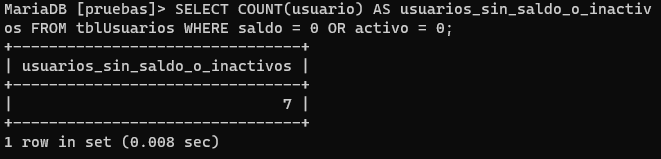 MariaDB [pruebas]> SELECT COUNT(usuario) AS usuarios_sin_saldo_o_inactiv
os FROM tblUsuarios WHERE saldo = 0 OR activo = 0;
+-------------------------------+
| usuarios_sin_saldo_o_inactivos |
+-------------------------------+
|                             7 |
+-------------------------------+
1 row in set (0.008 sec)